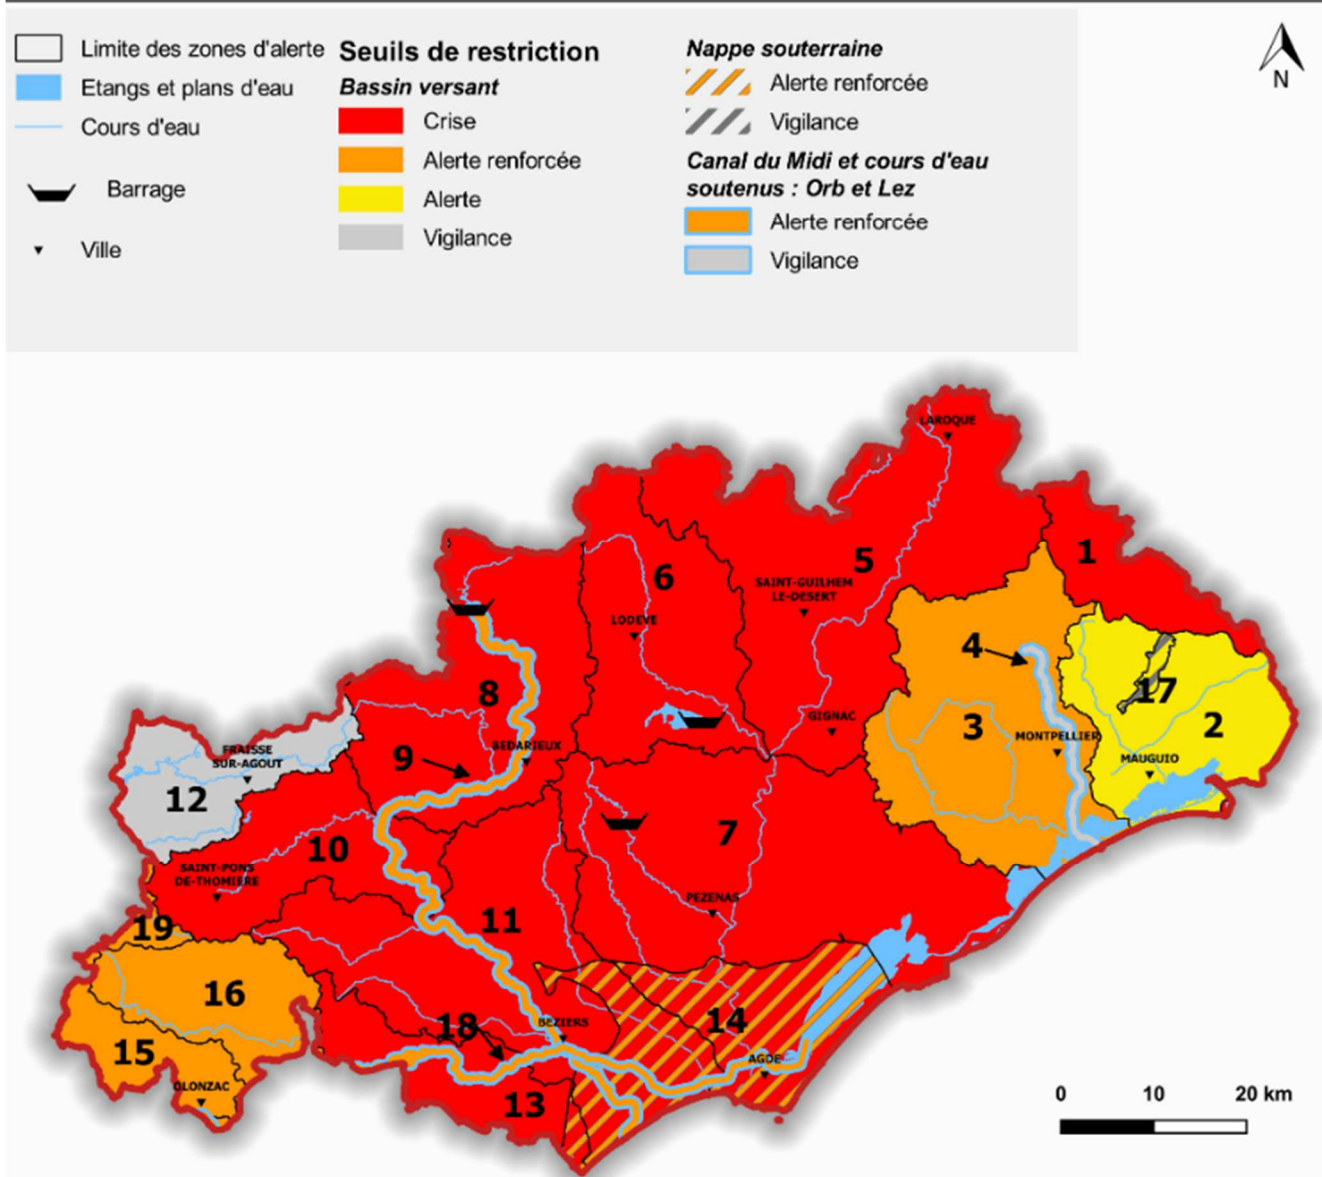 Limite des zones d'alerte
Etangs et plans d'eau
Cours d'eau
Barrage
Ville
Seuils de restriction
Bassin versant
Crise
Alerte renforcée
Alerte
Vigilance
Nappe souterraine
Alerte renforcée
Vigilance
Canal du Midi et cours d'eau
soutenus : Orb et Lez
Alerte renforcée
Vigilance
N
LAROQUE
1
5
6
SAINT-GUILHEM
LE-DESERT
LODEVE
4
8
17
2
GIGNAC
3
MONTPELLIER
BEDARIEUX
9
FRAISSE
SUR-AGOUT
MAUGUIO
12
7
10
SAINT-PONS
DE-THOMIERE
PEZENAS
11
19
16
14
18
BEZIERS
15
AGDE
OLONZAC
13
0 10 20 km